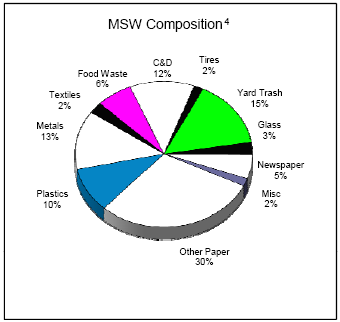 MSW Composition4
C&D
12%
Tires
2%
Food Waste
6%
Yard Trash
15%
Textiles
2%
Glass
3%
Metals
13%
Newspaper
5%
Plastics
10%
Misc
2%
Other Paper
30%